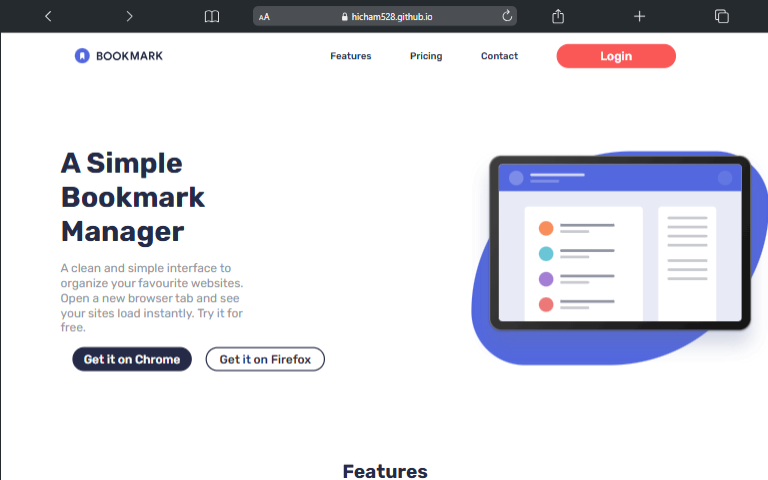 AA
hicham528.github.io
BOOKMARK
Features
Pricing
Contact
Login
A Simple
Bookmark
Manager
A clean and simple interface to
organize your favourite websites.
Open a new browser tab and see
your sites load instantly. Try it for
free.
Get it on Chrome
Get it on Firefox
Features